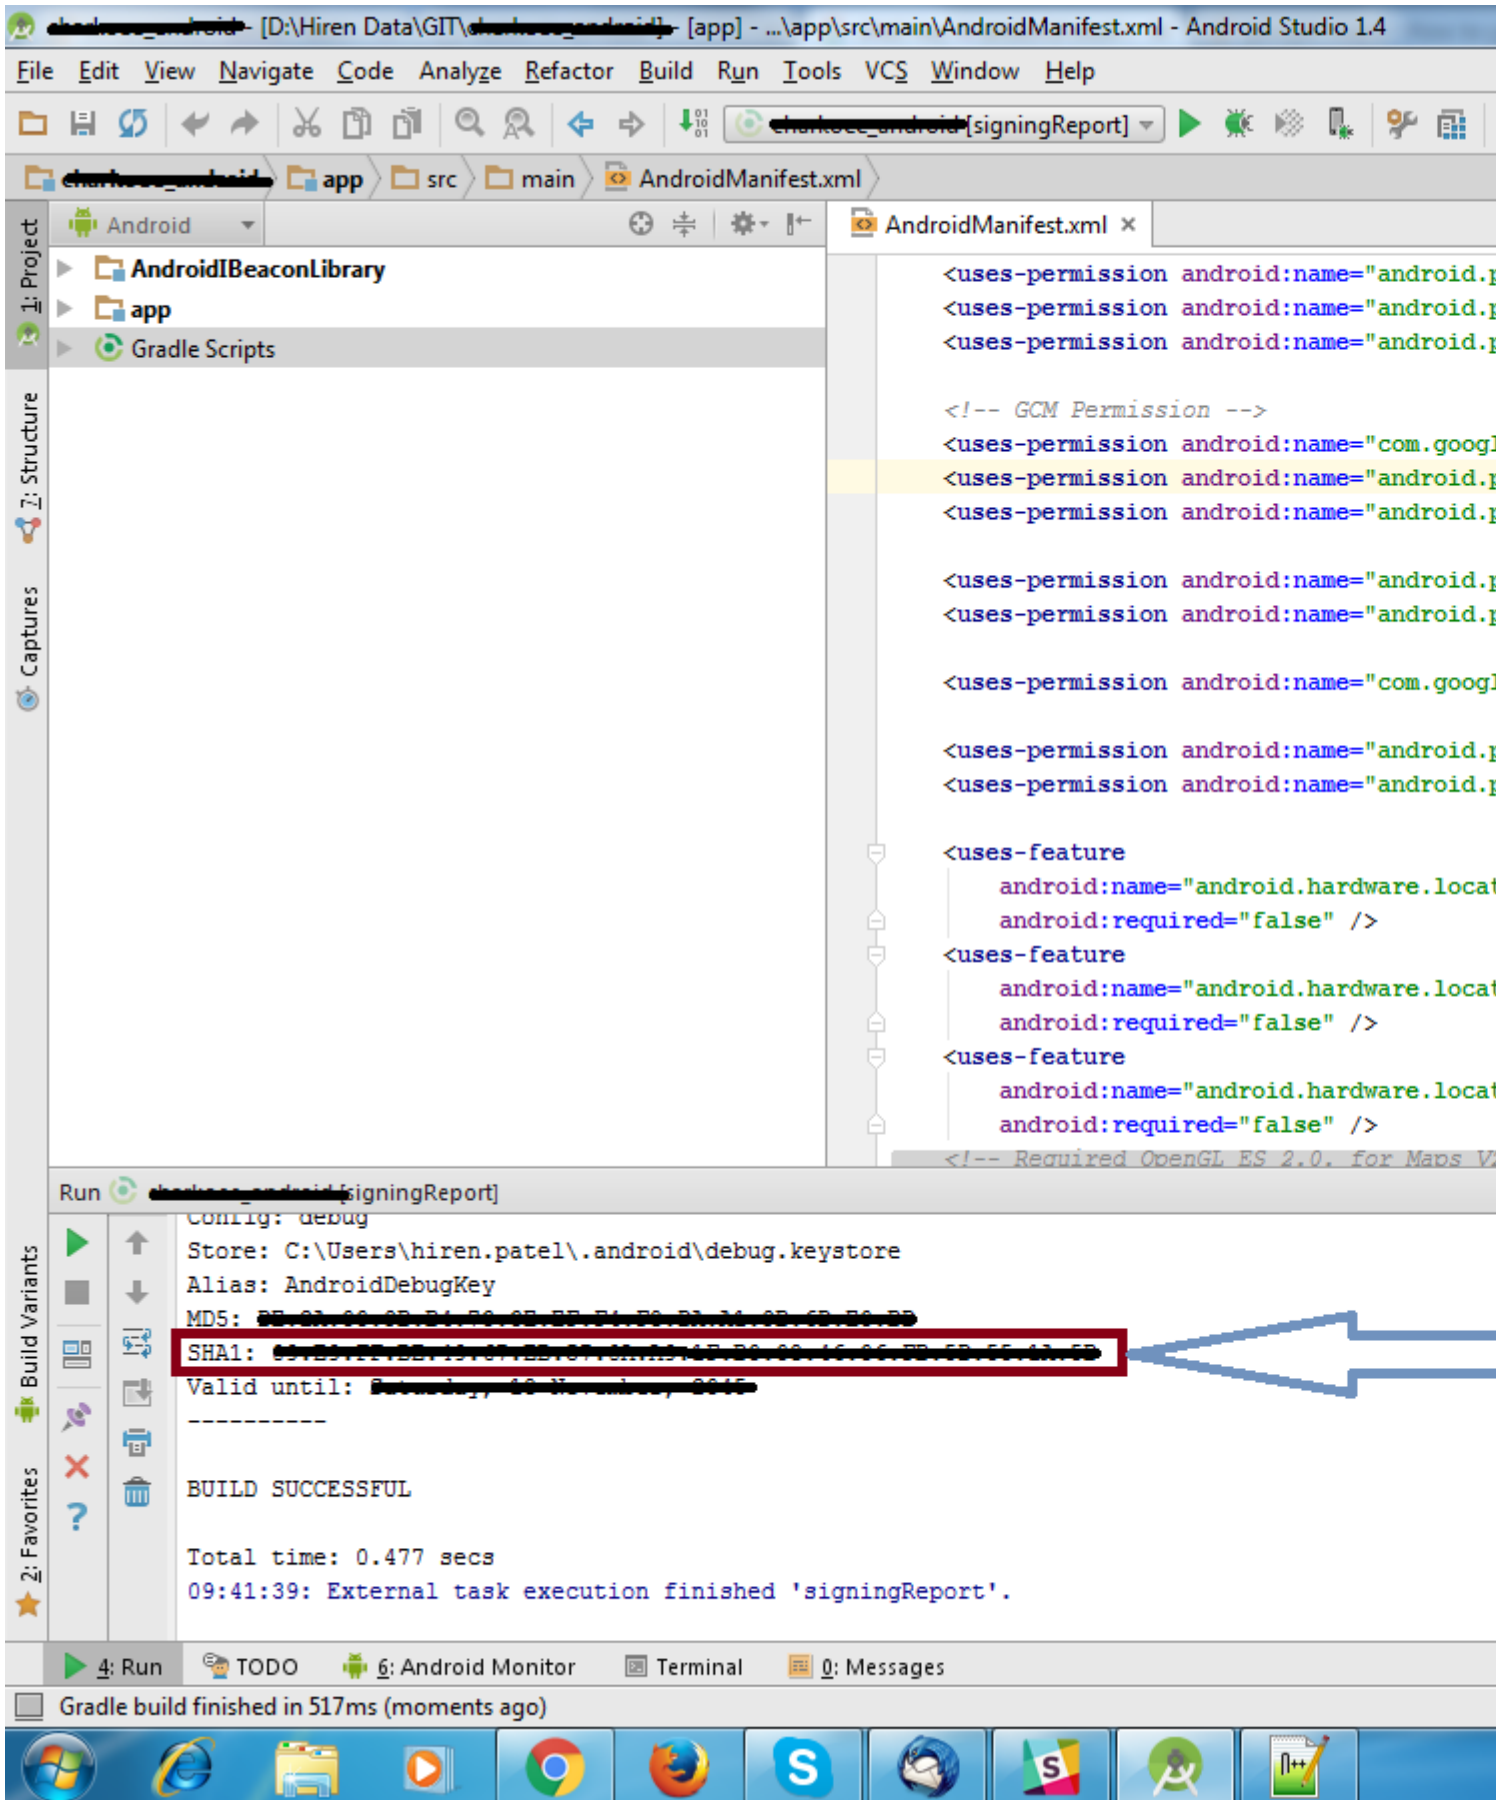 [D:\Hiren Data\GIT\ - [app] - ...\app\src\main\AndroidManifest.xml - Android Studio 1.4
File Edit View Navigate Code Analyze Refactor Build Run Tools VCS Window Help
[signingReport]
app src main AndroidManifest.xml
1: Project
Android
AndroidManifest.xml
AndroidIBeaconLibrary
app
Gradle Scripts
7: Structure
Captures
<uses-permission android:name="android.p
<uses-permission android:name="android.p
<uses-permission android:name="android.p
<!-- GCM Permission -->
<uses-permission android:name="com.googl
<uses-permission android:name="android.p
<uses-permission android:name="android.p
<uses-permission android:name="android.p
<uses-permission android:name="android.p
<uses-permission android:name="com.googl
<uses-permission android:name="android.p
<uses-permission android:name="android.p
<uses-feature
android:name="android.hardware.locat
android:required="false" />
<uses-feature
android:name="android.hardware.locat
android:required="false" />
<uses-feature
android:name="android.hardware.locat
android:required="false" />
<!-- Required OpenGL ES 2.0. for Maps V2
Run [signingReport]
Build Variants
2: Favorites
Config: debug
Store: C:\Users\hiren.patel\.android\debug.keystore
Alias: AndroidDebugKey
MD5:
SHA1:
Valid until:
----------
BUILD SUCCESSFUL
Total time: 0.477 secs
09:41:39: External task execution finished 'signingReport'.
4: Run TODO 6: Android Monitor Terminal 0: Messages
Gradle build finished in 517ms (moments ago)